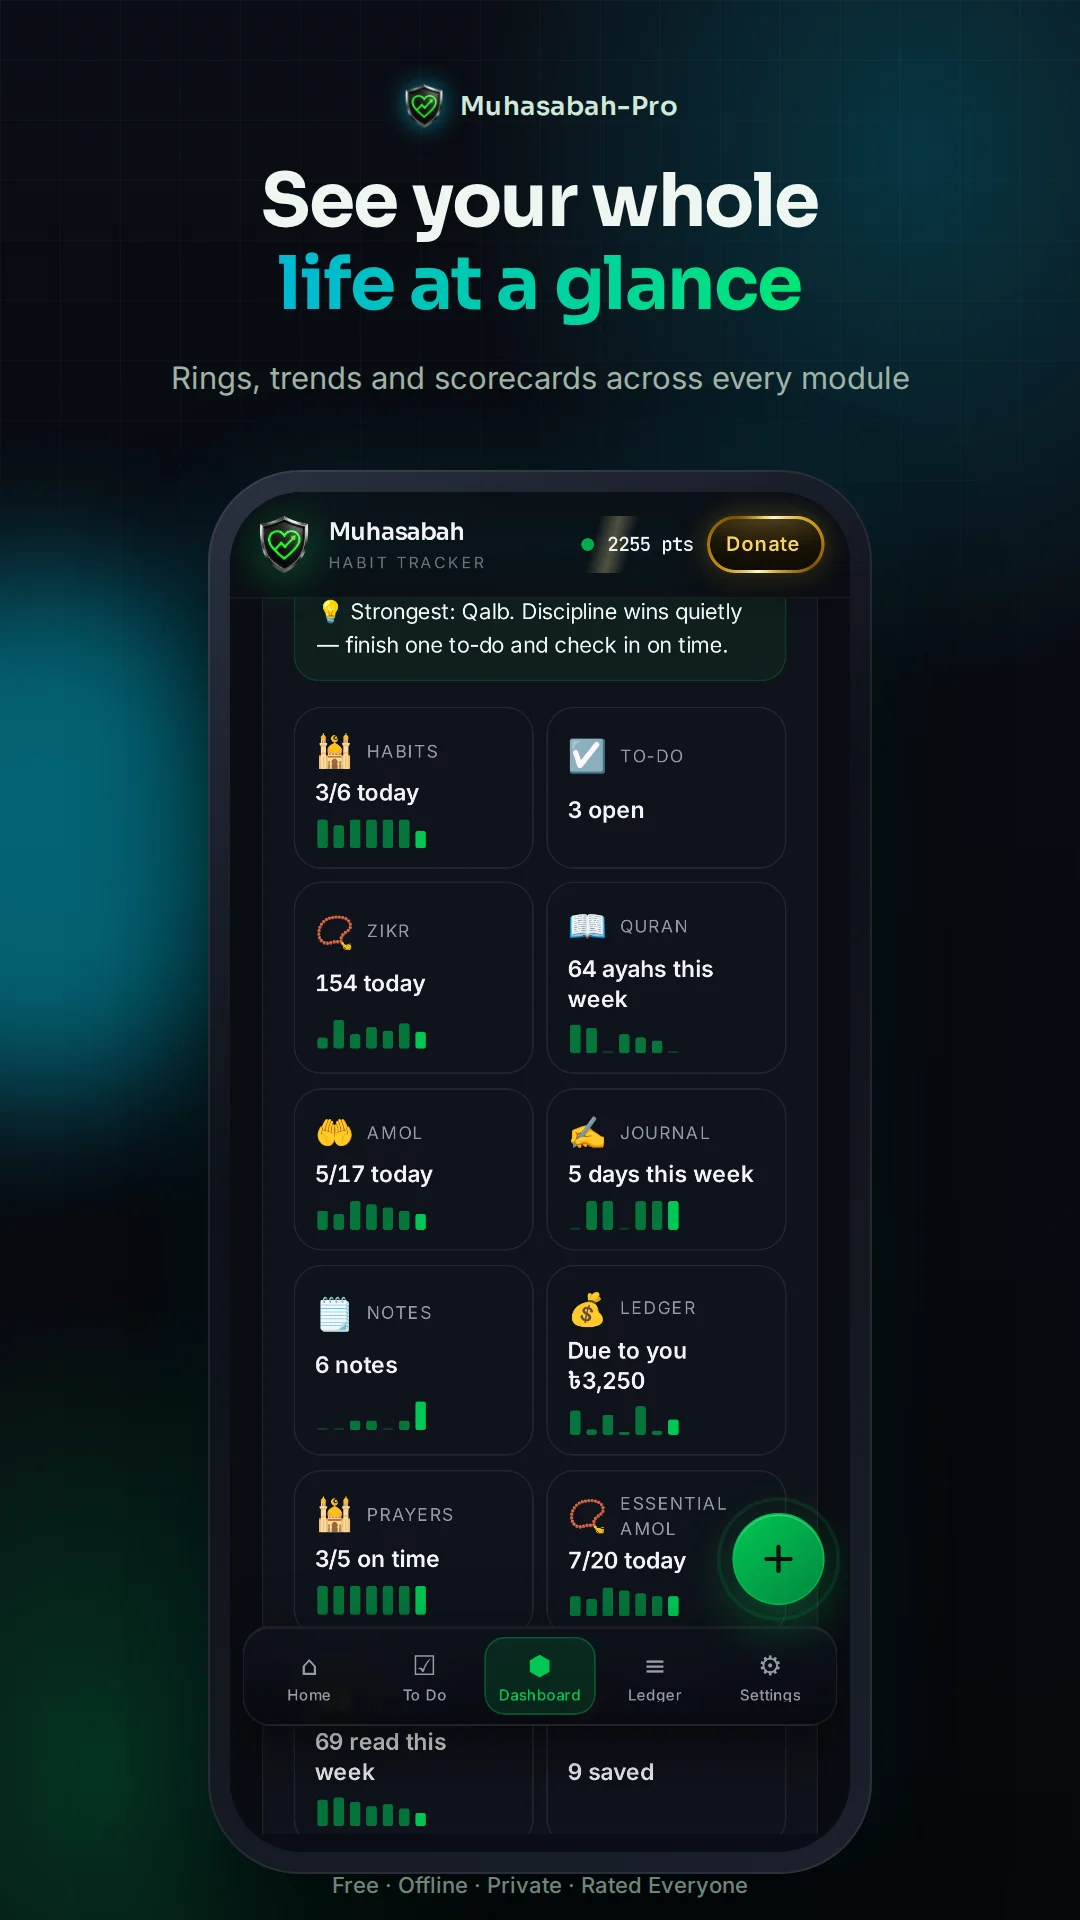 Muhasabah-Pro
See your whole
life at a glance
Rings, trends and scorecards across every module
Muhasabah
HABIT TRACKER
2255 pts
Donate
💡 Strongest: Qalb. Discipline wins quietly
— finish one to-do and check in on time.
HABITS
3/6 today
TO-DO
3 open
ZIKR
154 today
QURAN
64 ayahs this
week
AMOL
5/17 today
JOURNAL
5 days this week
NOTES
6 notes
LEDGER
Due to you
৳3,250
PRAYERS
3/5 on time
ESSENTIAL
AMOL
7/20 today
Home
To Do
Dashboard
Ledger
Settings
69 read this
week
9 saved
Free · Offline · Private · Rated Everyone